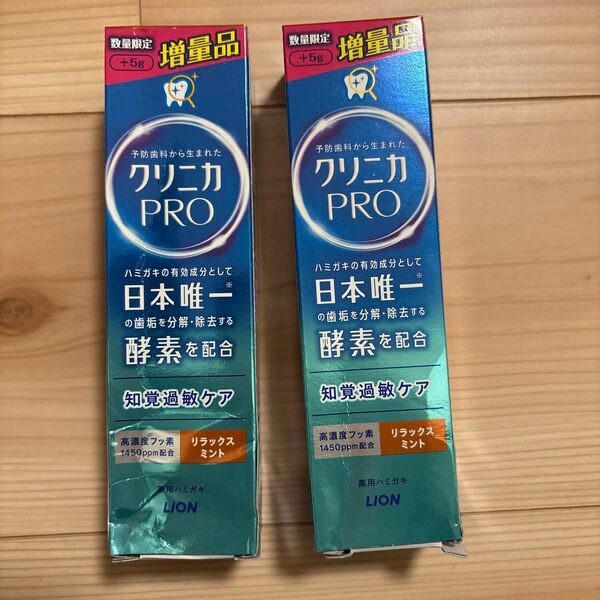 数量限定
+5g
増量品
予防歯科から生まれた
クリニカ
PRO
ハミガキの有効成分として
日本唯一※
の歯垢を分解・除去する
酵素を配合
知覚過敏ケア
高濃度フッ素
1450ppm配合
リラックス
ミント
薬用ハミガキ
LION
数量限定
+5g
増量品
予防歯科から生まれた
クリニカ
PRO
ハミガキの有効成分として
日本唯一※
の歯垢を分解・除去する
酵素を配合
知覚過敏ケア
高濃度フッ素
1450ppm配合
リラックス
ミント
薬用ハミガキ
LION